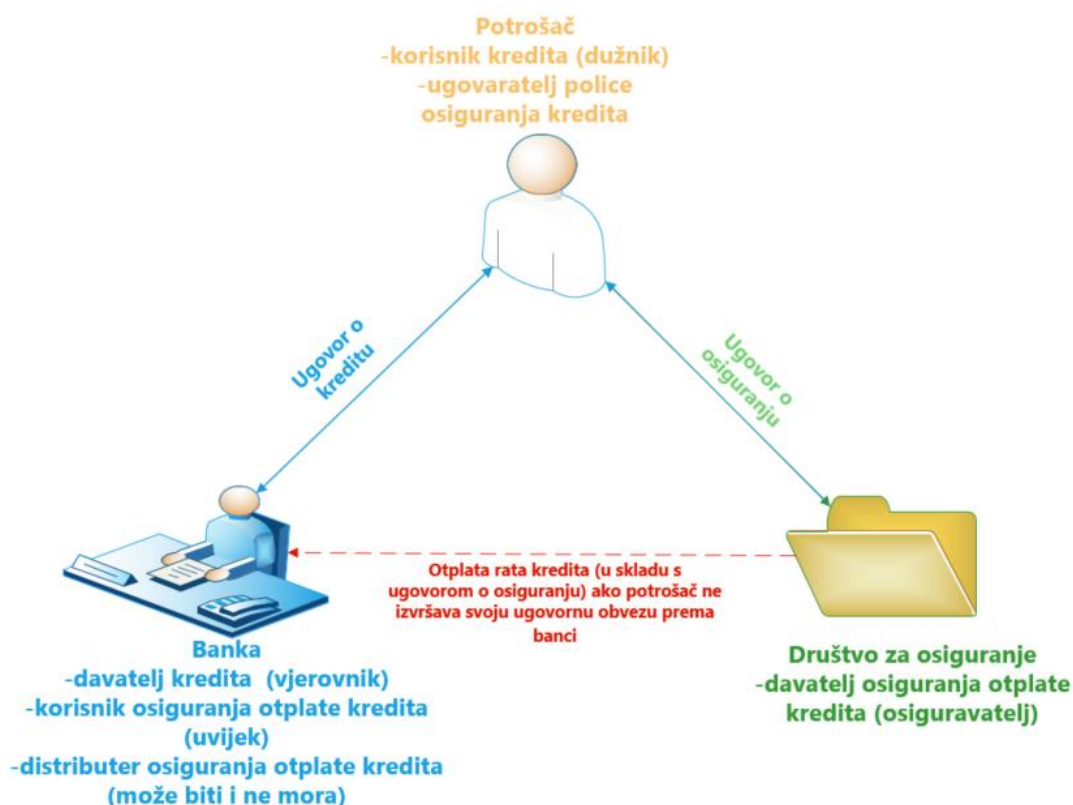 Potrošač
-korisnik kredita (dužnik)
-ugovaratelj police
osiguranja kredita
Ugovor o
kreditu
Ugovor o
osiguranju
Otplata rata kredita (u skladu s
ugovorom o osiguranju) ako potrošač ne
izvršava svoju ugovornu obvezu prema
banci
Banka
-davatelj kredita (vjerovnik)
-korisnik osiguranja otplate kredita
(uvijek)
-distributer osiguranja otplate kredita
(može biti i ne mora)
Društvo za osiguranje
-davatelj osiguranja otplate
kredita (osiguravatelj)